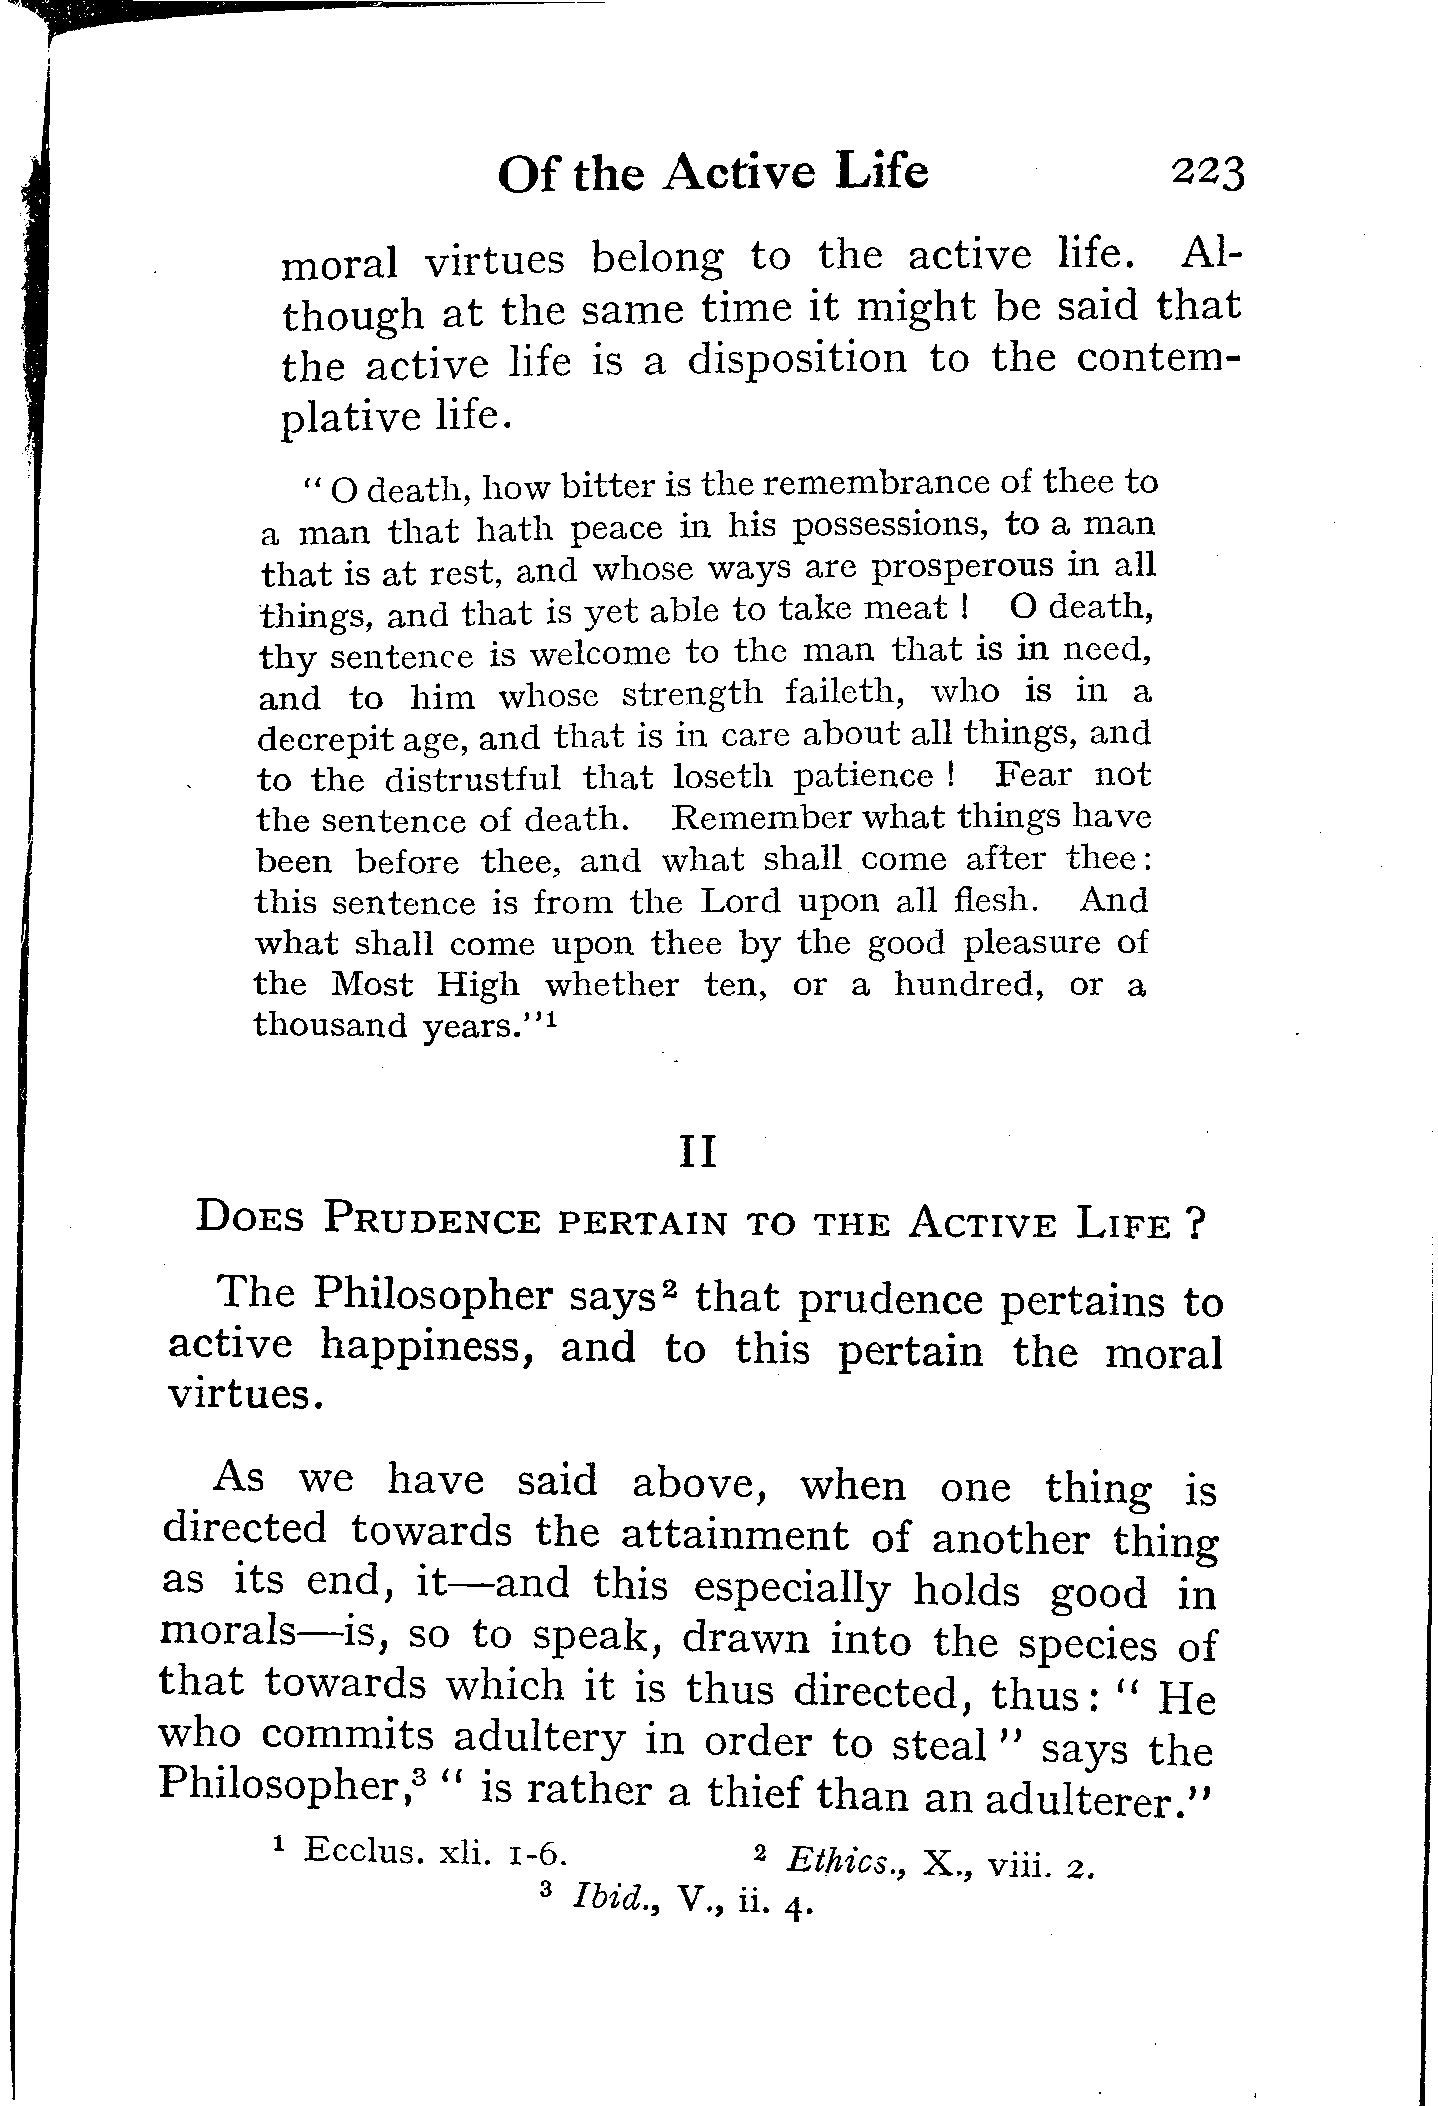 Of the Active Life 223
moral virtues belong to the active life. Al-
though at the same time it might be said that
the active life is a disposition to the contem-
plative life.
“ O death, how bitter is the remembrance of thee to
a man that hath peace in his possessions, to a man
that is at rest, and whose ways are prosperous in all
things, and that is yet able to take meat ! O death,
thy sentence is welcome to the man that is in need,
and to him whose strength faileth, who is in a
decrepit age, and that is in care about all things, and
to the distrustful that loseth patience ! Fear not
the sentence of death. Remember what things have
been before thee, and what shall come after thee:
this sentence is from the Lord upon all flesh. And
what shall come upon thee by the good pleasure of
the Most High whether ten, or a hundred, or a
thousand years.”¹
II
Does Prudence pertain to the Active Life ?
The Philosopher says² that prudence pertains to
active happiness, and to this pertain the moral
virtues.
As we have said above, when one thing is
directed towards the attainment of another thing
as its end, it—and this especially holds good in
morals—is, so to speak, drawn into the species of
that towards which it is thus directed, thus: “ He
who commits adultery in order to steal ” says the
Philosopher,³ “ is rather a thief than an adulterer.”
¹ Ecclus. xli. 1-6. ² Ethics., X., viii. 2.
³ Ibid., V., ii. 4.